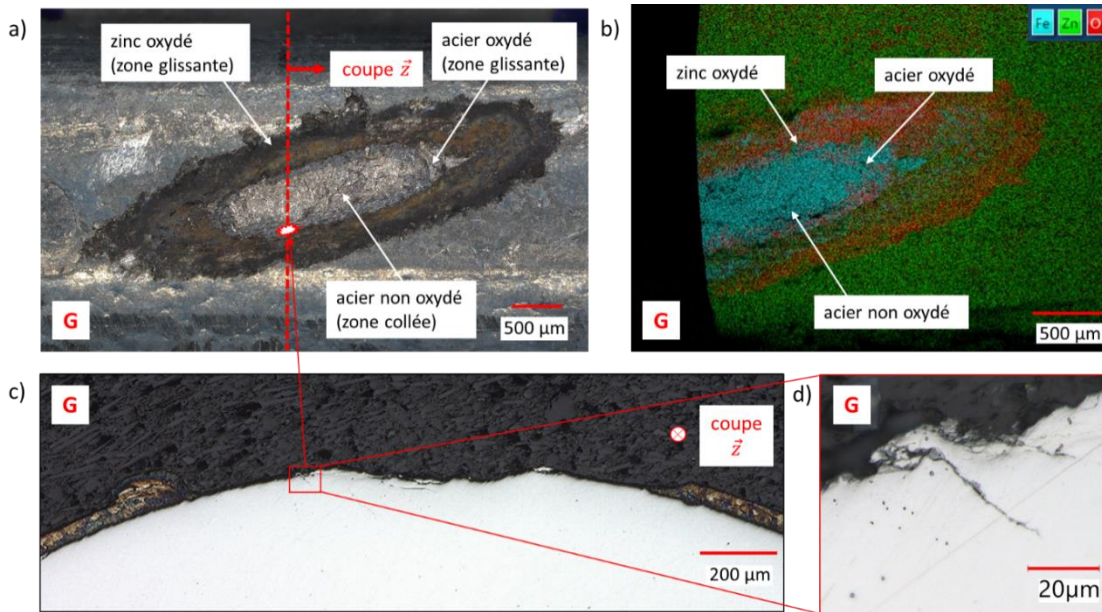 a)
zinc oxydé
(zone glissante)
coupe z⃗
acier oxydé
(zone glissante)
acier non oxydé
(zone collée)
G
500 µm
b)
Fe Zn O
zinc oxydé
acier oxydé
acier non oxydé
G
500 µm
c)
G
coupe
z⃗
200 µm
d)
G
20µm